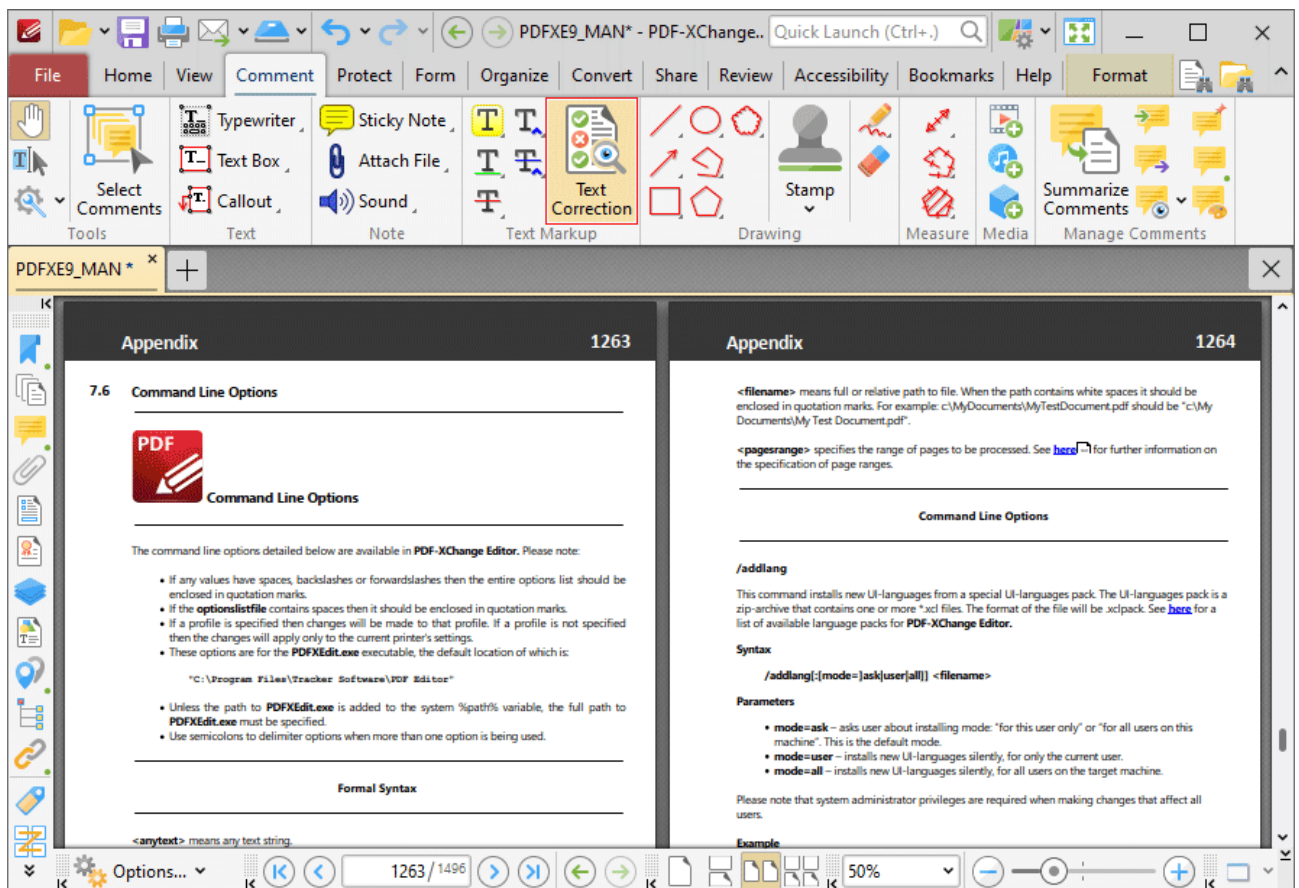 PDFXE9_MAN* - PDF-XChange.. Quick Launch (Ctrl+.)
File Home View Comment Protect Form Organize Convert Share Review Accessibility Bookmarks Help Format
Typewriter Sticky Note
Text Box Attach File
Callout Sound
Select
Comments
Text
Correction
Stamp
Summarize
Comments
Tools Text Note Text Markup Drawing Measure Media Manage Comments
PDFXE9_MAN *
Appendix 1263
7.6 Command Line Options
PDF
Command Line Options
The command line options detailed below are available in PDF-XChange Editor. Please note:
• If any values have spaces, backslashes or forwardslashes then the entire options list should be
enclosed in quotation marks.
• If the optionslistfile contains spaces then it should be enclosed in quotation marks.
• If a profile is specified then changes will be made to that profile. If a profile is not specified
then the changes will apply only to the current printer's settings.
• These options are for the PDFXEdit.exe executable, the default location of which is:
"C:\Program Files\Tracker Software\PDF Editor"
• Unless the path to PDFXEdit.exe is added to the system %path% variable, the full path to
PDFXEdit.exe must be specified.
• Use semicolons to delimiter options when more than one option is being used.
Formal Syntax
<anytext> means any text string.
Appendix 1264
<filename> means full or relative path to file. When the path contains white spaces it should be
enclosed in quotation marks. For example: c:\MyDocuments\MyTestDocument.pdf should be "c:\My
Documents\My Test Document.pdf".
<pagesrange> specifies the range of pages to be processed. See here for further information on
the specification of page ranges.
Command Line Options
/addlang
This command installs new UI-languages from a special UI-languages pack. The UI-languages pack is a
zip-archive that contains one or more *.xcl files. The format of the file will be .xclpack. See here for a
list of available language packs for PDF-XChange Editor.
Syntax
/addlang[:[mode=]ask|user|all)] <filename>
Parameters
• mode=ask – asks user about installing mode: "for this user only" or "for all users on this
machine". This is the default mode.
• mode=user – installs new UI-languages silently, for only the current user.
• mode=all – installs new UI-languages silently, for all users on the target machine.
Please note that system administrator privileges are required when making changes that affect all
users.
Example
Options... 1263 / 1496 50%